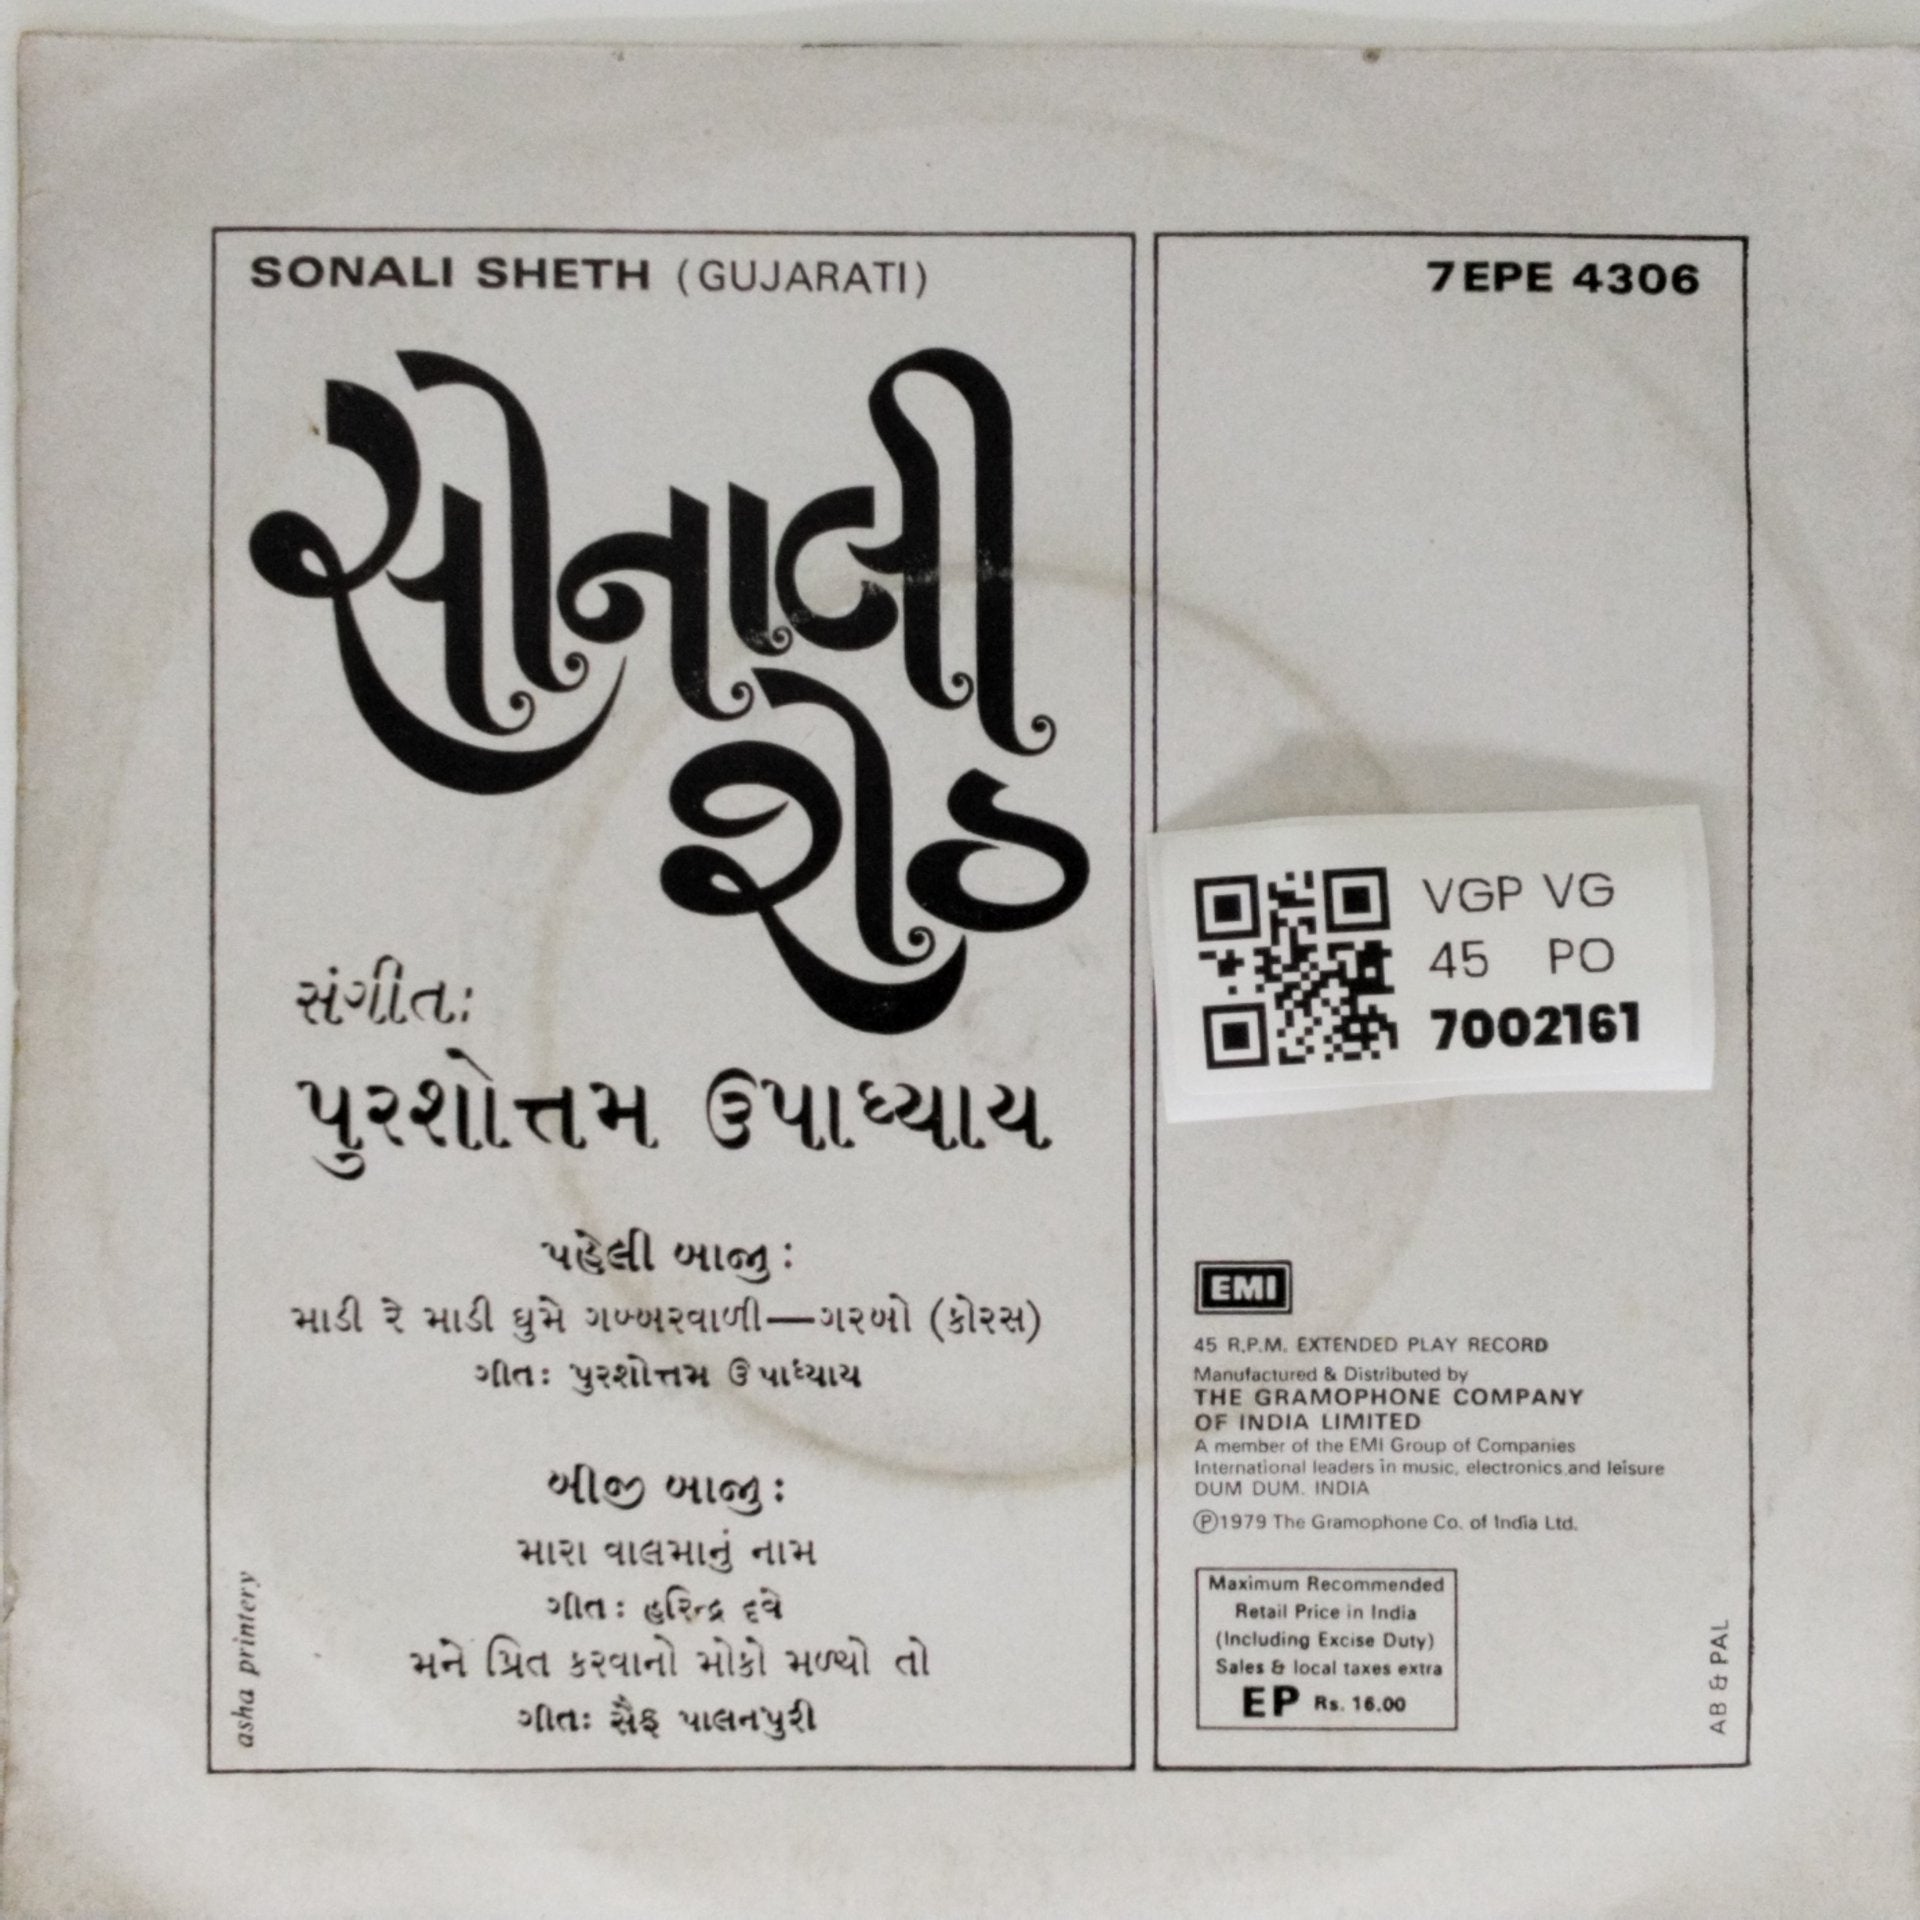 SONALI SHETH (GUJARATI)
સોનાલી
શેઠ
સંગીત:
પુરશોત્તમ ઉપાધ્યાય
પહેલી બાજુ :
માડી રે માડી ઘુમે ગબ્બરવાળી—ગરબો (કોરસ)
ગીત: પુરશોત્તમ ઉપાધ્યાય
બીજી બાજુ :
મારા વાલમાનું નામ
ગીત: હરિન્દ્ર દવે
મને પ્રિત કરવાનો મોકો મળ્યો તો
ગીત: સૈફ પાલનપુરી
asha printery
7EPE 4306
VGP VG
45 PO
7002161
EMI
45 R.P.M. EXTENDED PLAY RECORD
Manufactured & Distributed by
THE GRAMOPHONE COMPANY
OF INDIA LIMITED
A member of the EMI Group of Companies
International leaders in music, electronics and leisure
DUM DUM. INDIA
Ⓟ1979 The Gramophone Co. of India Ltd.
Maximum Recommended
Retail Price in India
(Including Excise Duty)
Sales & local taxes extra
EP Rs. 16.00
AB & PAL